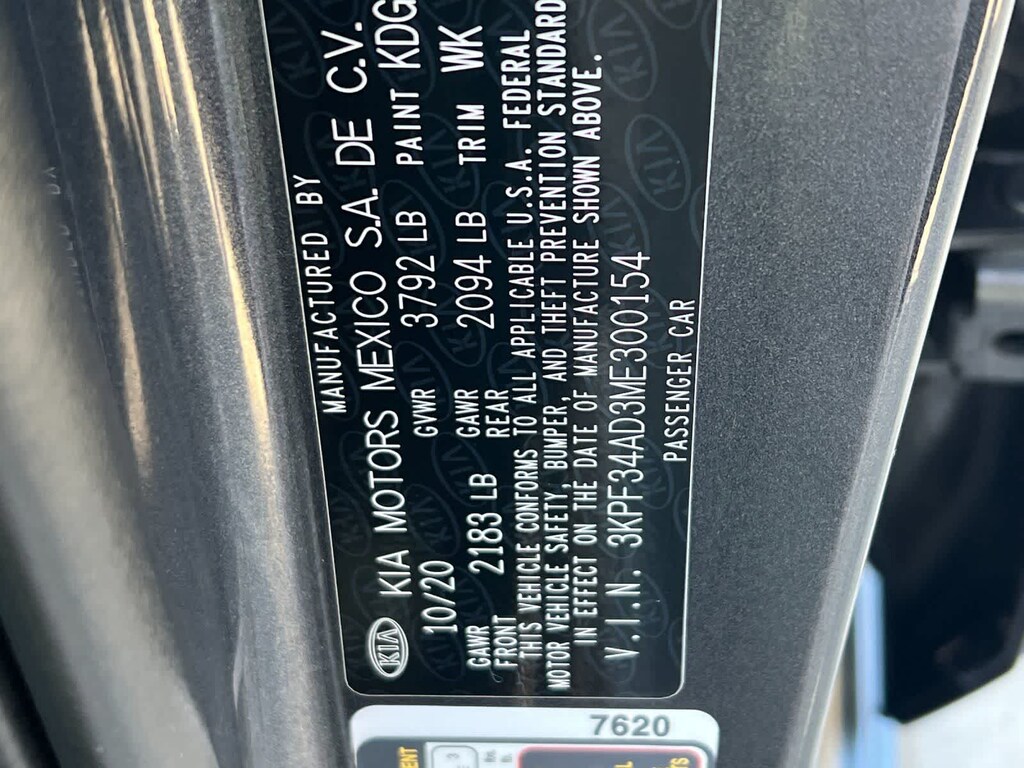 MANUFACTURED BY
KIA KIA MOTORS MEXICO S.A. DE C.V.
10/20 GVWR 3792 LB PAINT KDG
GAWR FRONT 2183 LB GAWR REAR 2094 LB TRIM WK
THIS VEHICLE CONFORMS TO ALL APPLICABLE U.S.A. FEDERAL
MOTOR VEHICLE SAFETY, BUMPER, AND THEFT PREVENTION STANDARD
IN EFFECT ON THE DATE OF MANUFACTURE SHOWN ABOVE.
V.I.N. 3KPF34AD3ME300154
PASSENGER CAR
7620